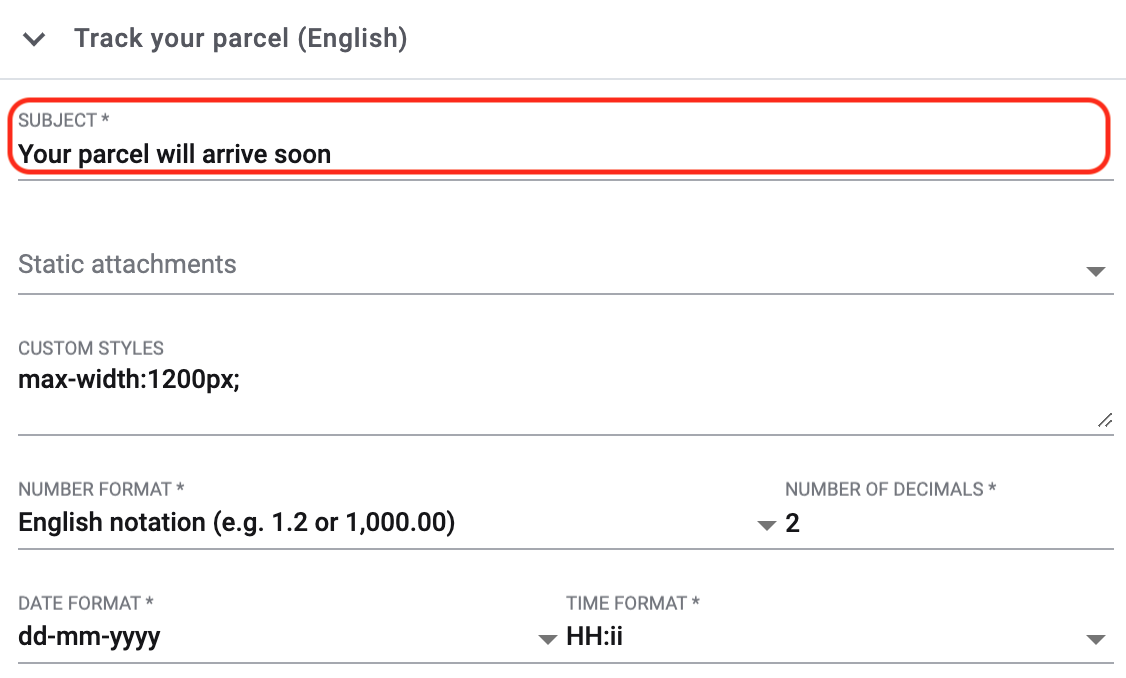 Track your parcel (English)
SUBJECT *
Your parcel will arrive soon
Static attachments
CUSTOM STYLES
max-width:1200px;
NUMBER FORMAT * NUMBER OF DECIMALS *
English notation (e.g. 1.2 or 1,000.00) 2
DATE FORMAT * TIME FORMAT *
dd-mm-yyyy HH:ii